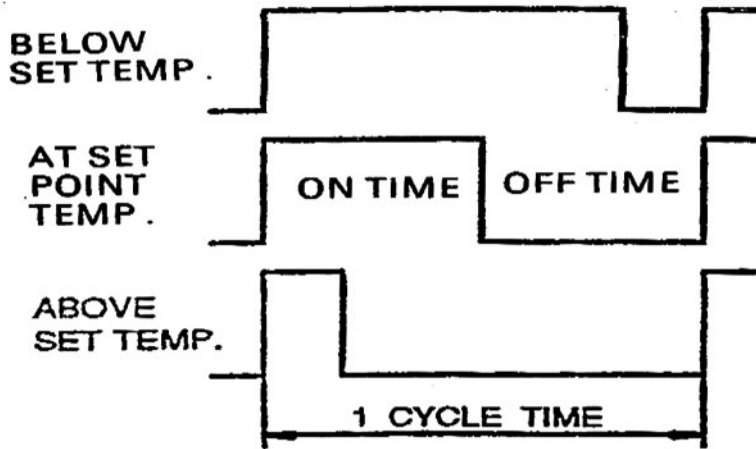 BELOW
SET TEMP.
AT SET
POINT
TEMP.
ON TIME
OFF TIME
ABOVE
SET TEMP.
1 CYCLE TIME